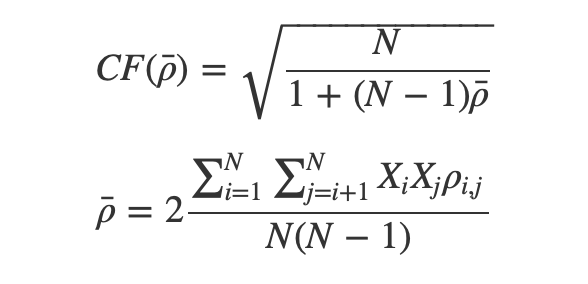 CF(ρ̄) = √(N / (1 + (N − 1)ρ̄))
ρ̄ = 2 (∑_{i=1}^{N} ∑_{j=i+1}^{N} X_i X_j ρ_{i,j}) / (N(N − 1))